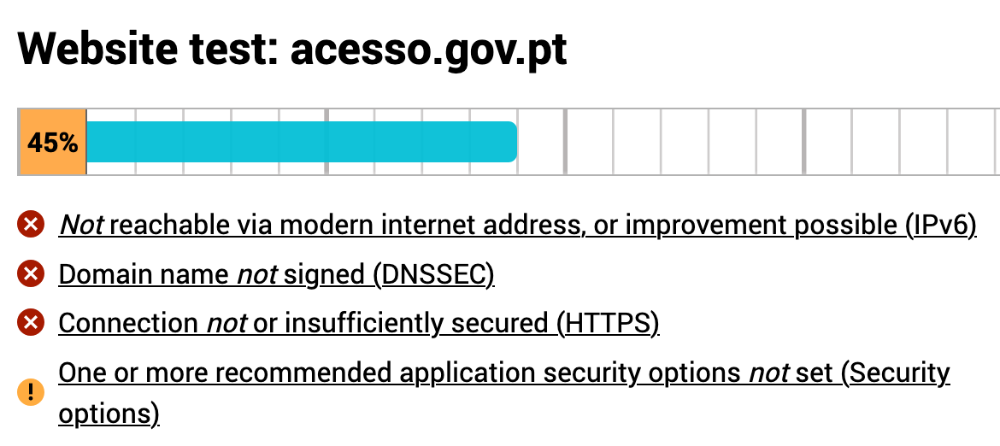 Website test: acesso.gov.pt
45%
Not reachable via modern internet address, or improvement possible (IPv6)
Domain name not signed (DNSSEC)
Connection not or insufficiently secured (HTTPS)
One or more recommended application security options not set (Security
options)